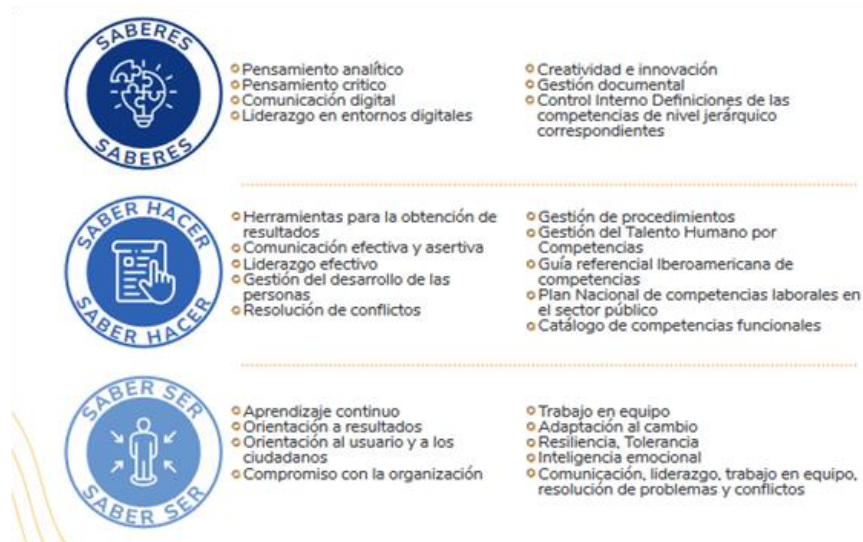 SABERES
SABERES
Pensamiento analítico
Pensamiento critico
Comunicación digital
Liderazgo en entornos digitales
Creatividad e innovación
Gestión documental
Control Interno Definiciones de las
competencias de nivel jerárquico
correspondientes
SABER HACER
SABER HACER
Herramientas para la obtención de
resultados
Comunicación efectiva y asertiva
Liderazgo efectivo
Gestión del desarrollo de las
personas
Resolución de conflictos
Gestión de procedimientos
Gestión del Talento Humano por
Competencias
Guía referencial Iberoamericana de
competencias
Plan Nacional de competencias laborales en
el sector público
Catálogo de competencias funcionales
SABER SER
SABER SER
Aprendizaje continuo
Orientación a resultados
Orientación al usuario y a los
ciudadanos
Compromiso con la organización
Trabajo en equipo
Adaptación al cambio
Resiliencia, Tolerancia
Inteligencia emocional
Comunicación, liderazgo, trabajo en equipo,
resolución de problemas y conflictos